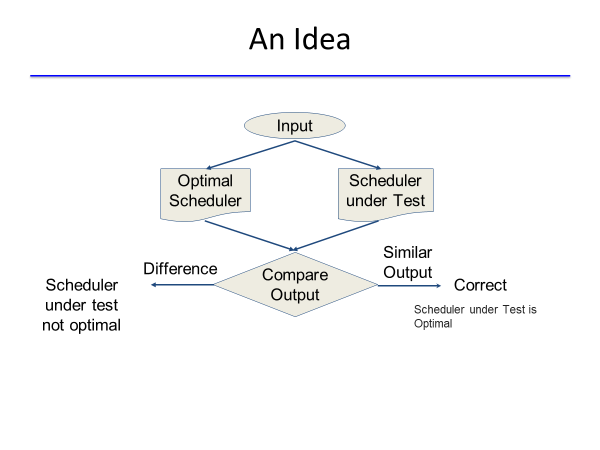 An Idea
Input
Optimal
Scheduler
Scheduler
under Test
Similar
Output
Difference
Compare
Output
Scheduler
under test
not optimal
Correct
Scheduler under Test is
Optimal